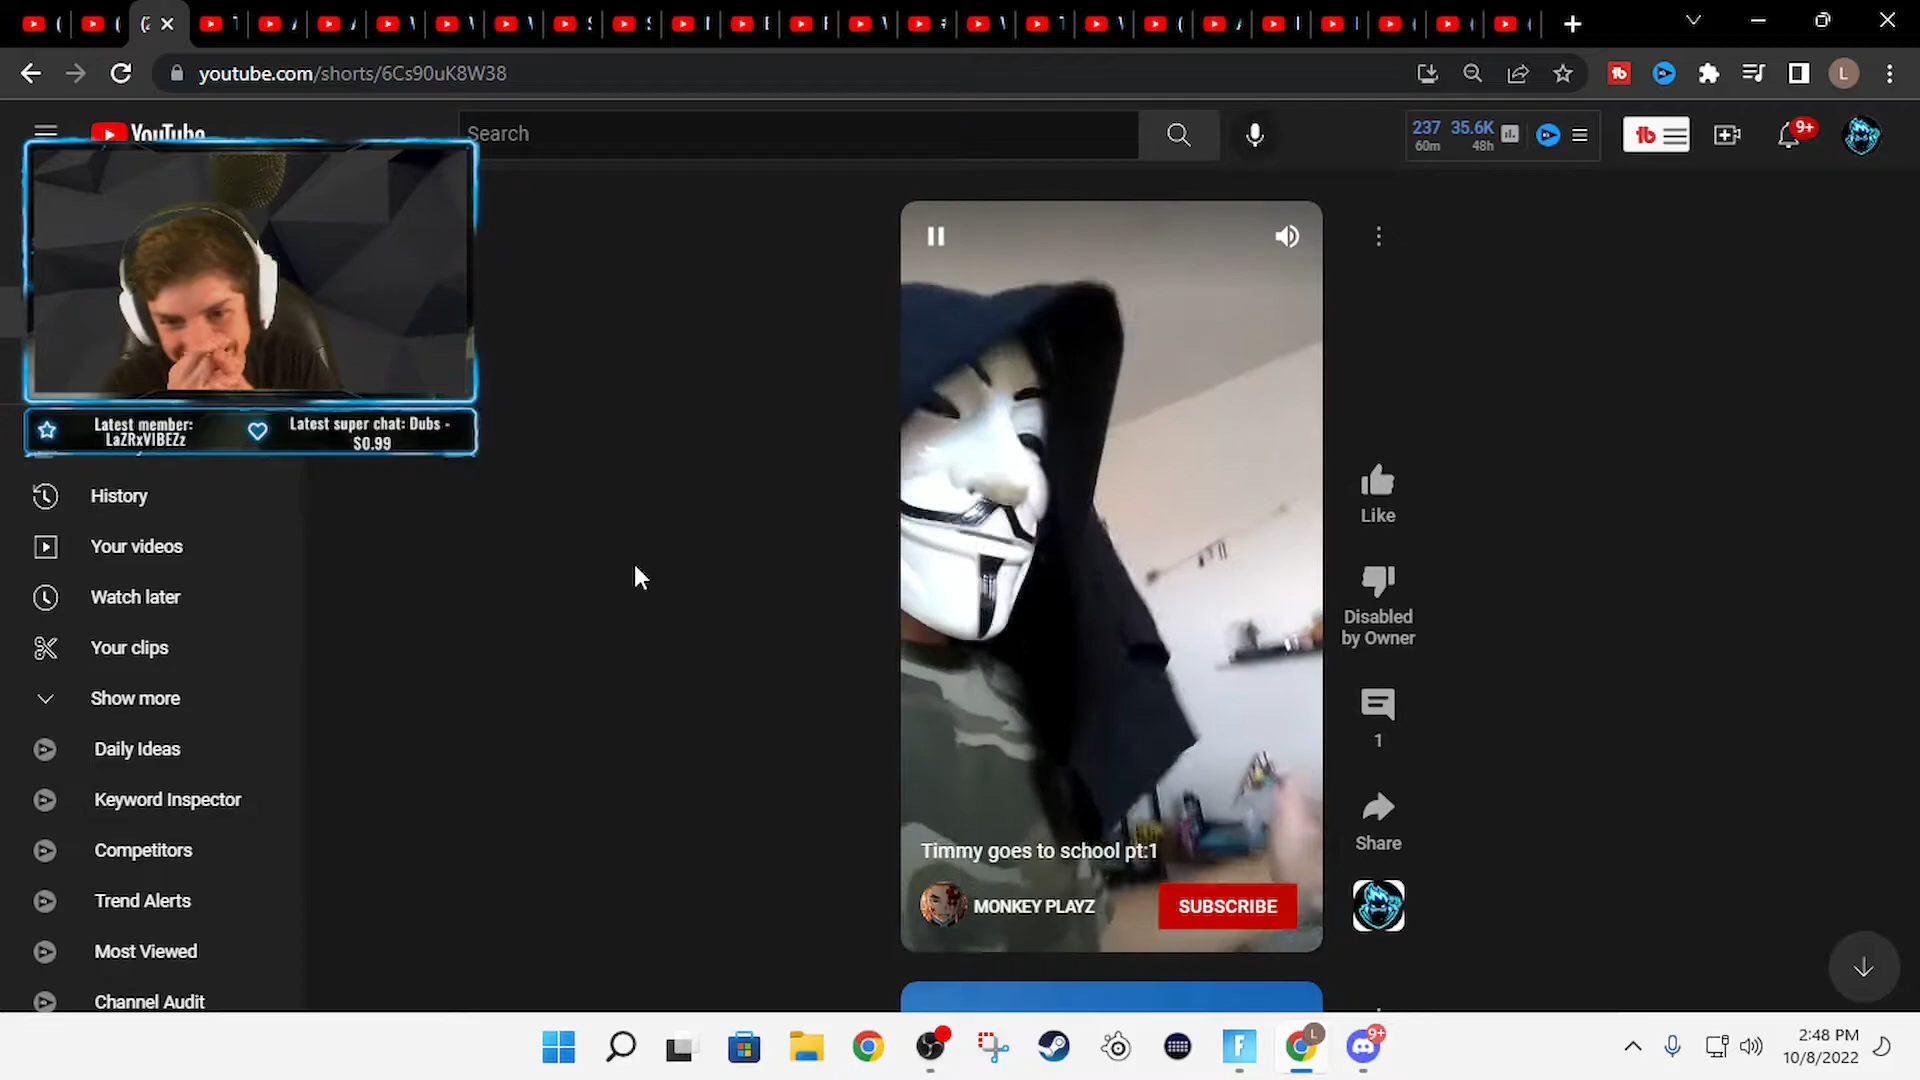 youtube.com/shorts/6Cs90uK8W38
L
YouTube
Search
237 60m
35.6K 48h
tb
9+
Latest member: LaZRxVIBEZz
Latest super chat: Dubs - $0.99
History
Your videos
Watch later
Your clips
Show more
Daily Ideas
Keyword Inspector
Competitors
Trend Alerts
Most Viewed
Channel Audit
Like
Disabled by Owner
1
Share
Timmy goes to school pt:1
MONKEY PLAYZ
SUBSCRIBE
L
9+
2:48 PM
10/8/2022